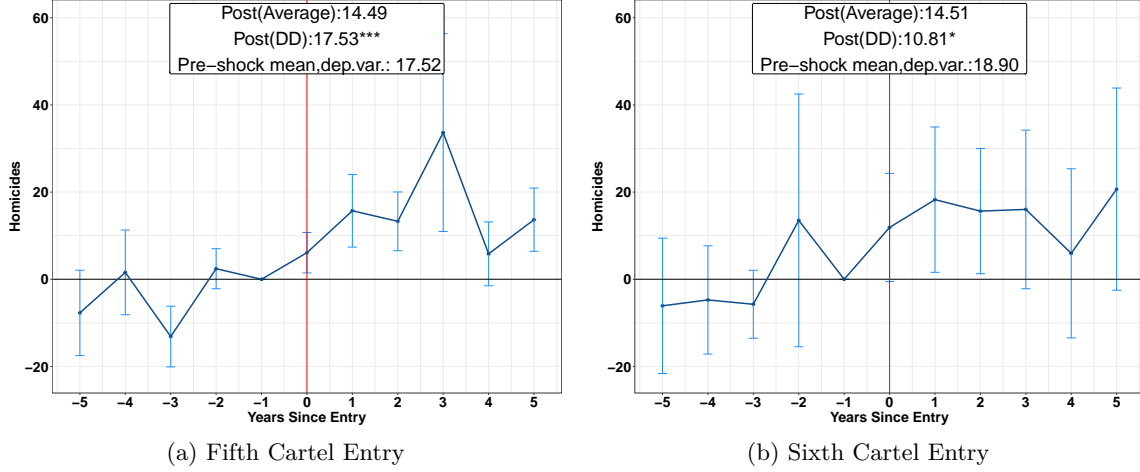 Post(Average):14.49
Post(DD):17.53***
Pre−shock mean,dep.var.: 17.52
60
40
20
0
−20
Homicides
−5 −4 −3 −2 −1 0 1 2 3 4 5
Years Since Entry
(a) Fifth Cartel Entry
Post(Average):14.51
Post(DD):10.81*
Pre−shock mean,dep.var.:18.90
60
40
20
0
−20
Homicides
−5 −4 −3 −2 −1 0 1 2 3 4 5
Years Since Entry
(b) Sixth Cartel Entry